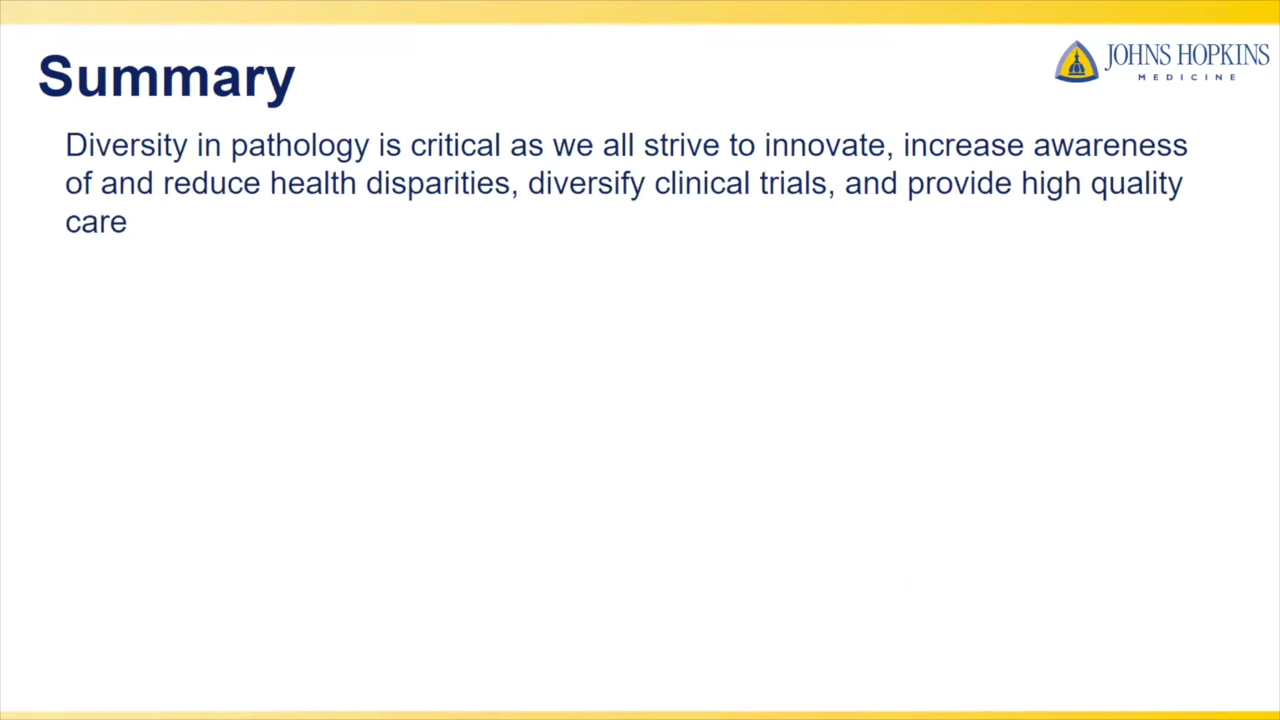 Summary
JOHNS HOPKINS
MEDICINE
Diversity in pathology is critical as we all strive to innovate, increase awareness
of and reduce health disparities, diversify clinical trials, and provide high quality
care